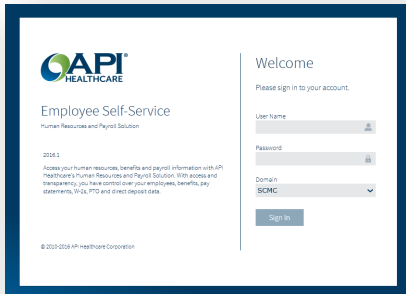 API
HEALTHCARE
Employee Self-Service
Human Resources and Payroll Solution
2016.1
Access your human resources, benefits and payroll information with API
Healthcare's Human Resources and Payroll Solution. With access and
transparency, you have control over your employees, benefits, pay
statements, W-2s, PTO and direct deposit data.
© 2010-2016 API Healthcare Corporation
Welcome
Please sign in to your account.
User Name
Password
Domain
SCMC
Sign In